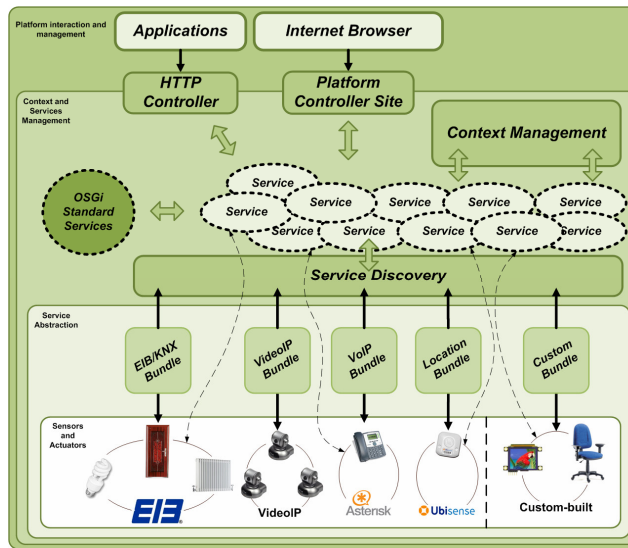 Platform interaction and
management
Applications
Internet Browser
HTTP
Controller
Platform
Controller Site
Context and
Services
Management
Context Management
OSGi
Standard
Services
Service
Service
Service
Service
Service
Service
Service
Service
Service
Service
Service
Service Discovery
Service
Abstraction
EIB/KNX
Bundle
VideoIP
Bundle
VoIP
Bundle
Location
Bundle
Custom
Bundle
Sensors and
Actuators
EIB®
VideoIP
Asterisk
Ubisense
Custom-built